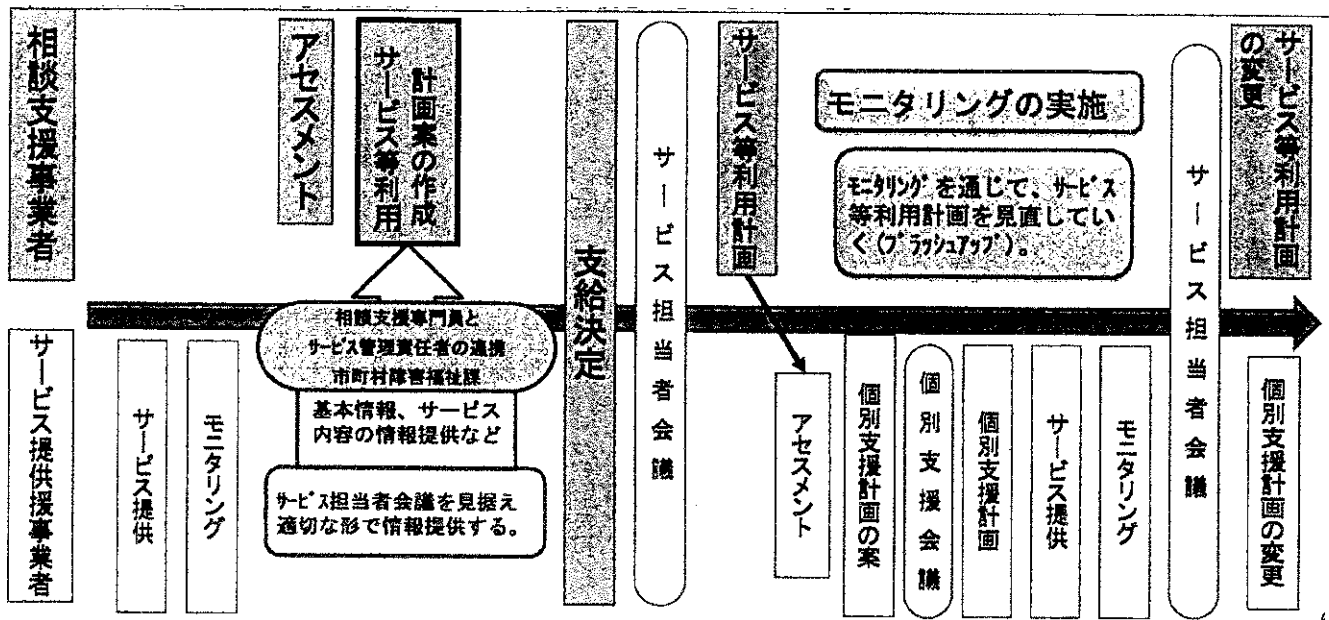 相談支援事業者
アセスメント
サービス等利用
計画案の作成
支給決定
サービス担当者会議
サービス等利用計画
モニタリングの実施
モニタリングを通じて、サービス
等利用計画を見直してい
く(ブラッシュアップ)。
サービス担当者会議
サービス等利用計画
の変更
相談支援専門員と
サービス管理責任者の連携
市町村障害福祉課
基本情報、サービス
内容の情報提供など
サービス担当者会議を見据え
適切な形で情報提供する。
サービス提供援事業者
サービス提供
モニタリング
アセスメント
個別支援計画の案
個別支援会議
個別支援計画
サービス提供
モニタリング
個別支援計画の変更